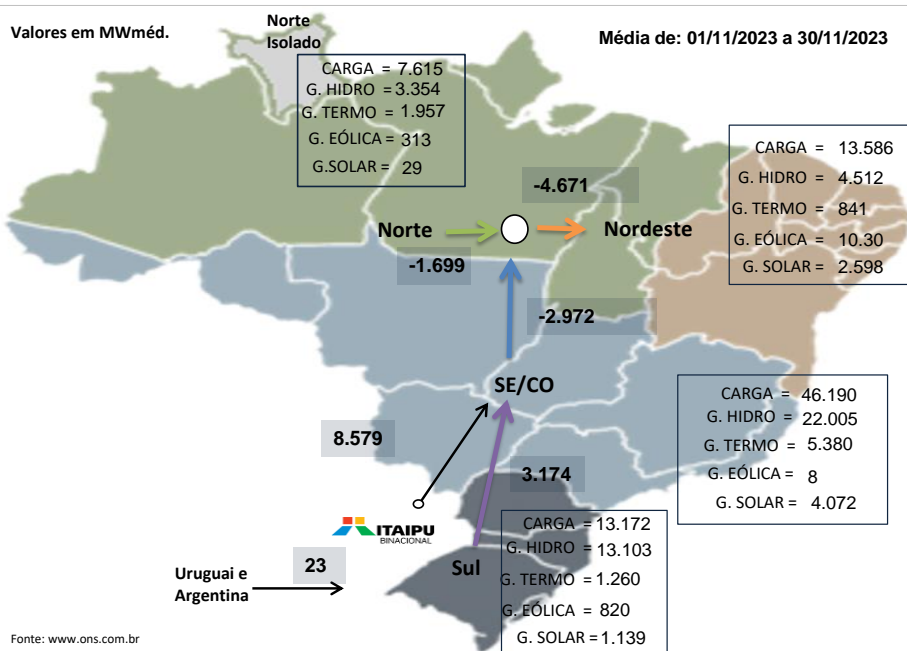 Valores em MWméd.
Norte
Isolado
Média de: 01/11/2023 a 30/11/2023
CARGA = 7.615
G. HIDRO = 3.354
G. TERMO = 1.957
G. EÓLICA = 313
G.SOLAR = 29
CARGA = 13.586
G. HIDRO = 4.512
G. TERMO = 841
G. EÓLICA = 10.30
G. SOLAR = 2.598
-4.671
Norte
Nordeste
-1.699
-2.972
SE/CO
CARGA = 46.190
G. HIDRO = 22.005
G. TERMO = 5.380
G. EÓLICA = 8
G. SOLAR = 4.072
8.579
3.174
ITAIPU
BINACIONAL
CARGA = 13.172
G. HIDRO = 13.103
G. TERMO = 1.260
G. EÓLICA = 820
G. SOLAR = 1.139
Sul
23
Uruguai e
Argentina
Fonte: www.ons.com.br